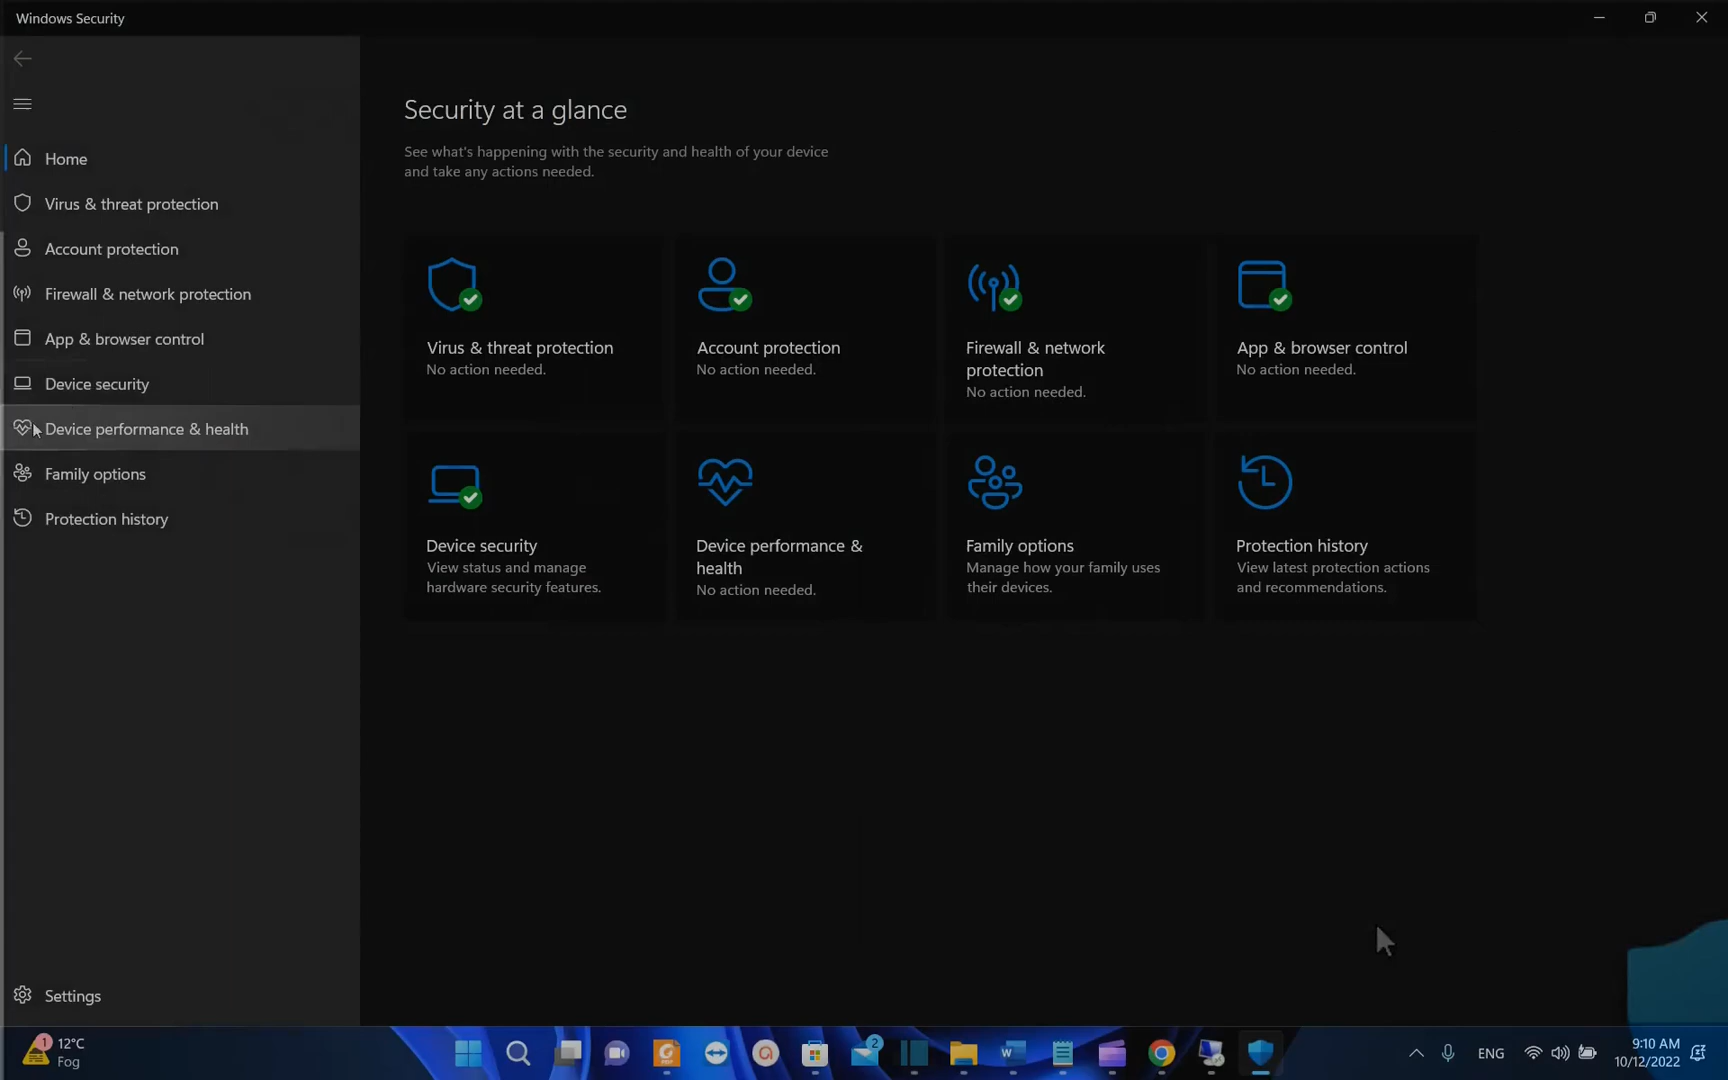 Windows Security
Home
Virus & threat protection
Account protection
Firewall & network protection
App & browser control
Device security
Device performance & health
Family options
Protection history
Settings
Security at a glance
See what's happening with the security and health of your device
and take any actions needed.
Virus & threat protection
No action needed.
Account protection
No action needed.
Firewall & network
protection
No action needed.
App & browser control
No action needed.
Device security
View status and manage
hardware security features.
Device performance &
health
No action needed.
Family options
Manage how your family uses
their devices.
Protection history
View latest protection actions
and recommendations.
1
12°C
Fog
2
W
ENG
9:10 AM
10/12/2022